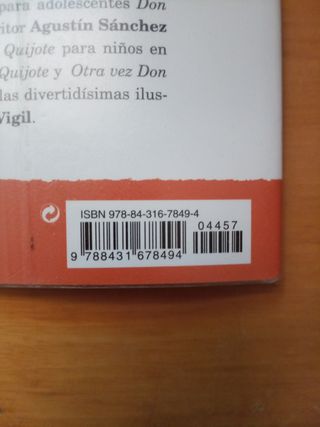 para adolescentes Don
itor Agustín Sánchez
Quijote para niños en
Quijote y Otra vez Don
las divertidísimas ilus-
Vigil.
ISBN 978-84-316-7849-4
04457
9 788431 678494